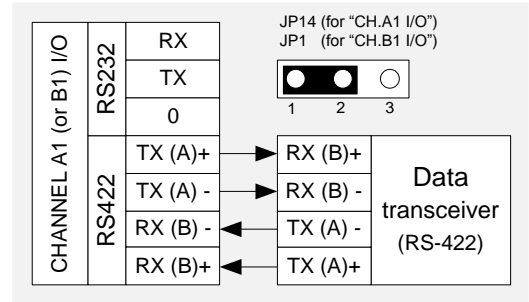 CHANNEL A1 (or B1) I/O
RS232
RX
TX
0
RS422
TX (A)+
TX (A) -
RX (B) -
RX (B)+
JP14 (for “CH.A1 I/O”)
JP1 (for “CH.B1 I/O”)
1 2 3
RX (B)+
RX (B) -
TX (A) -
TX (A)+
Data
transceiver
(RS-422)